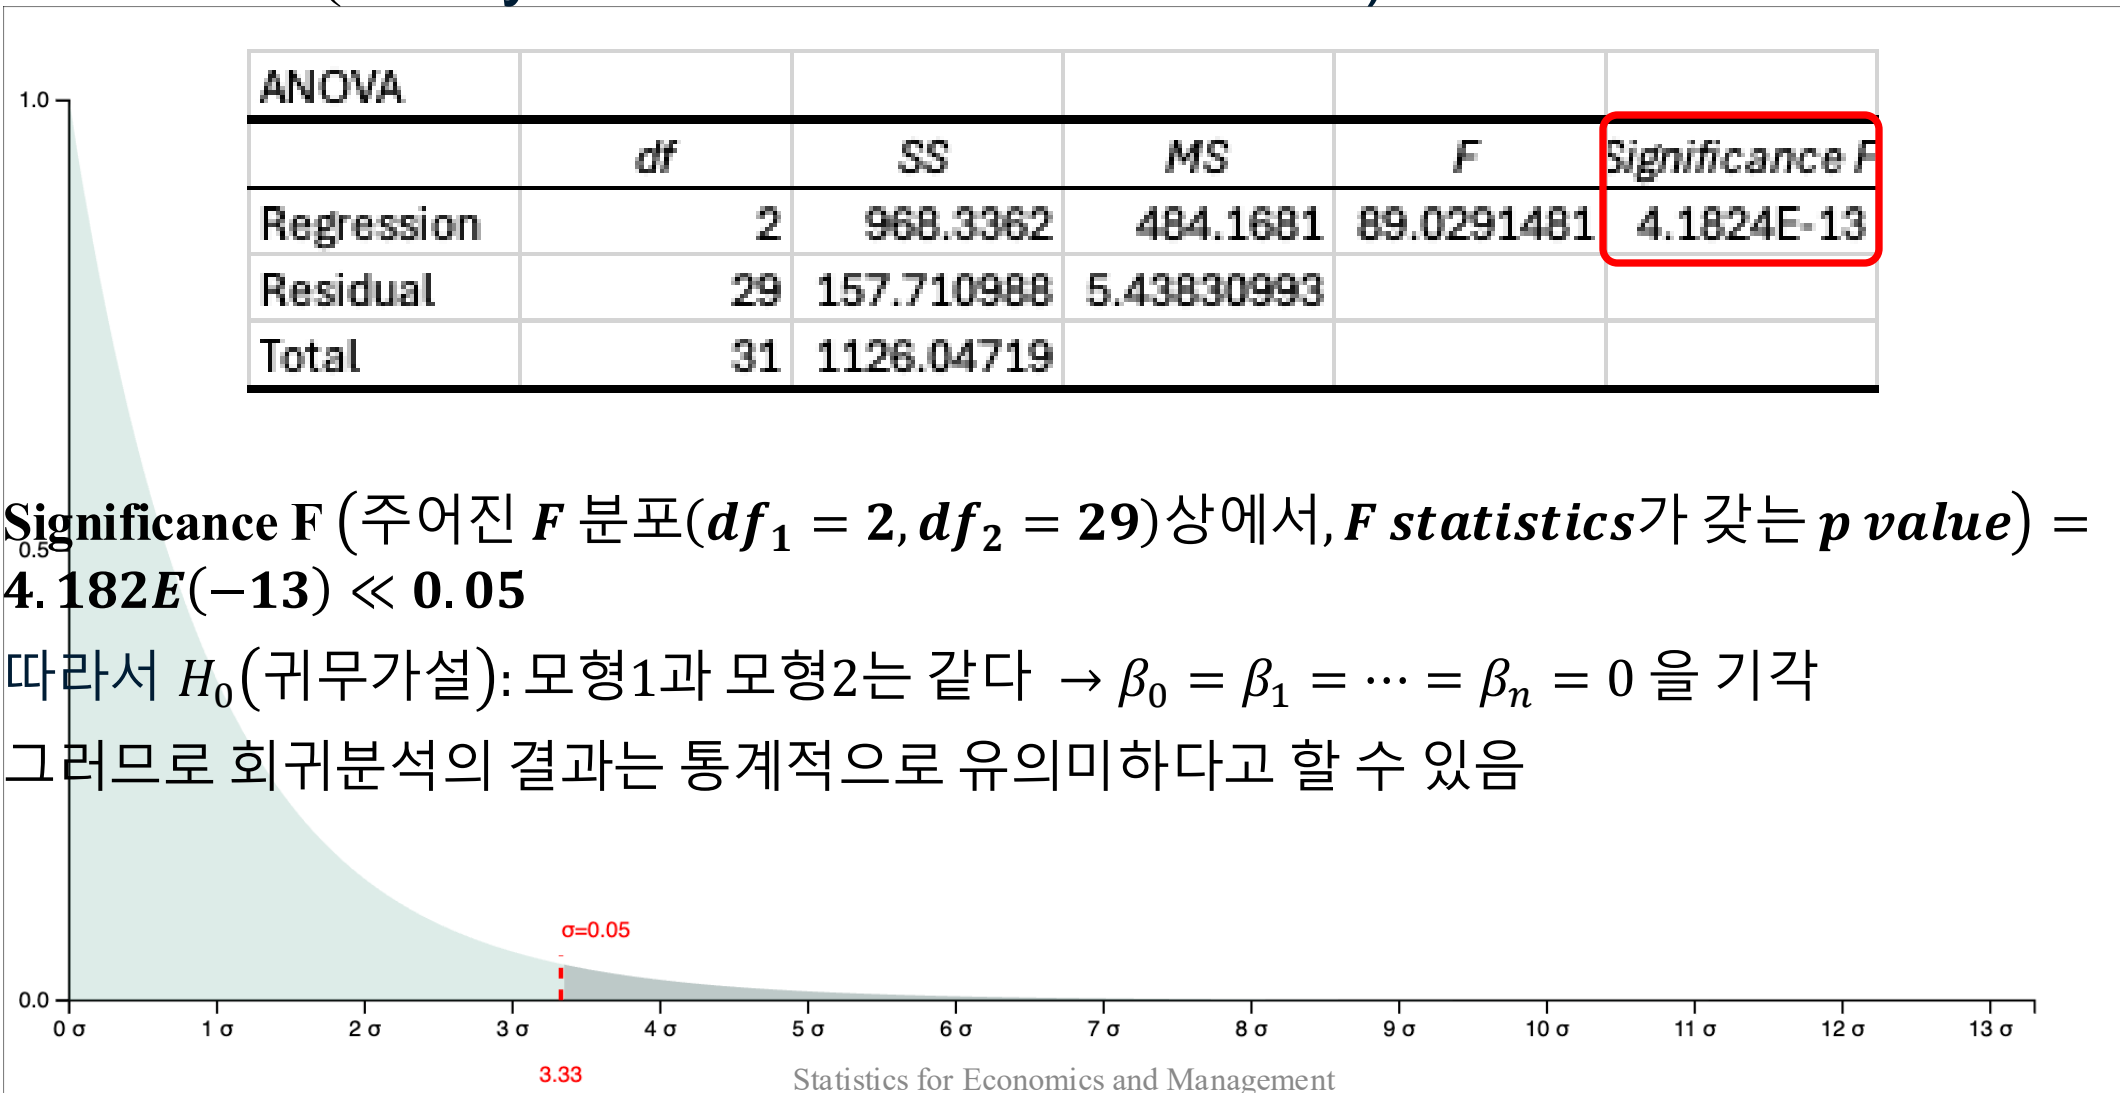 ANOVA
df SS MS F Significance F
Regression 2 968.3362 484.1681 89.0291481 4.1824E-13
Residual 29 157.710988 5.43830993
Total 31 1126.04719
1.0
0.5
0.0
Significance F (주어진 F 분포(df₁ = 2, df₂ = 29)상에서, F statistics가 갖는 p value) =
4.182E(−13) ≪ 0.05
따라서 H₀(귀무가설): 모형1과 모형2는 같다 → β₀ = β₁ = ⋯ = βₙ = 0 을 기각
그러므로 회귀분석의 결과는 통계적으로 유의미하다고 할 수 있음
σ=0.05
0 σ 1 σ 2 σ 3 σ 4 σ 5 σ 6 σ 7 σ 8 σ 9 σ 10 σ 11 σ 12 σ 13 σ
3.33
Statistics for Economics and Management